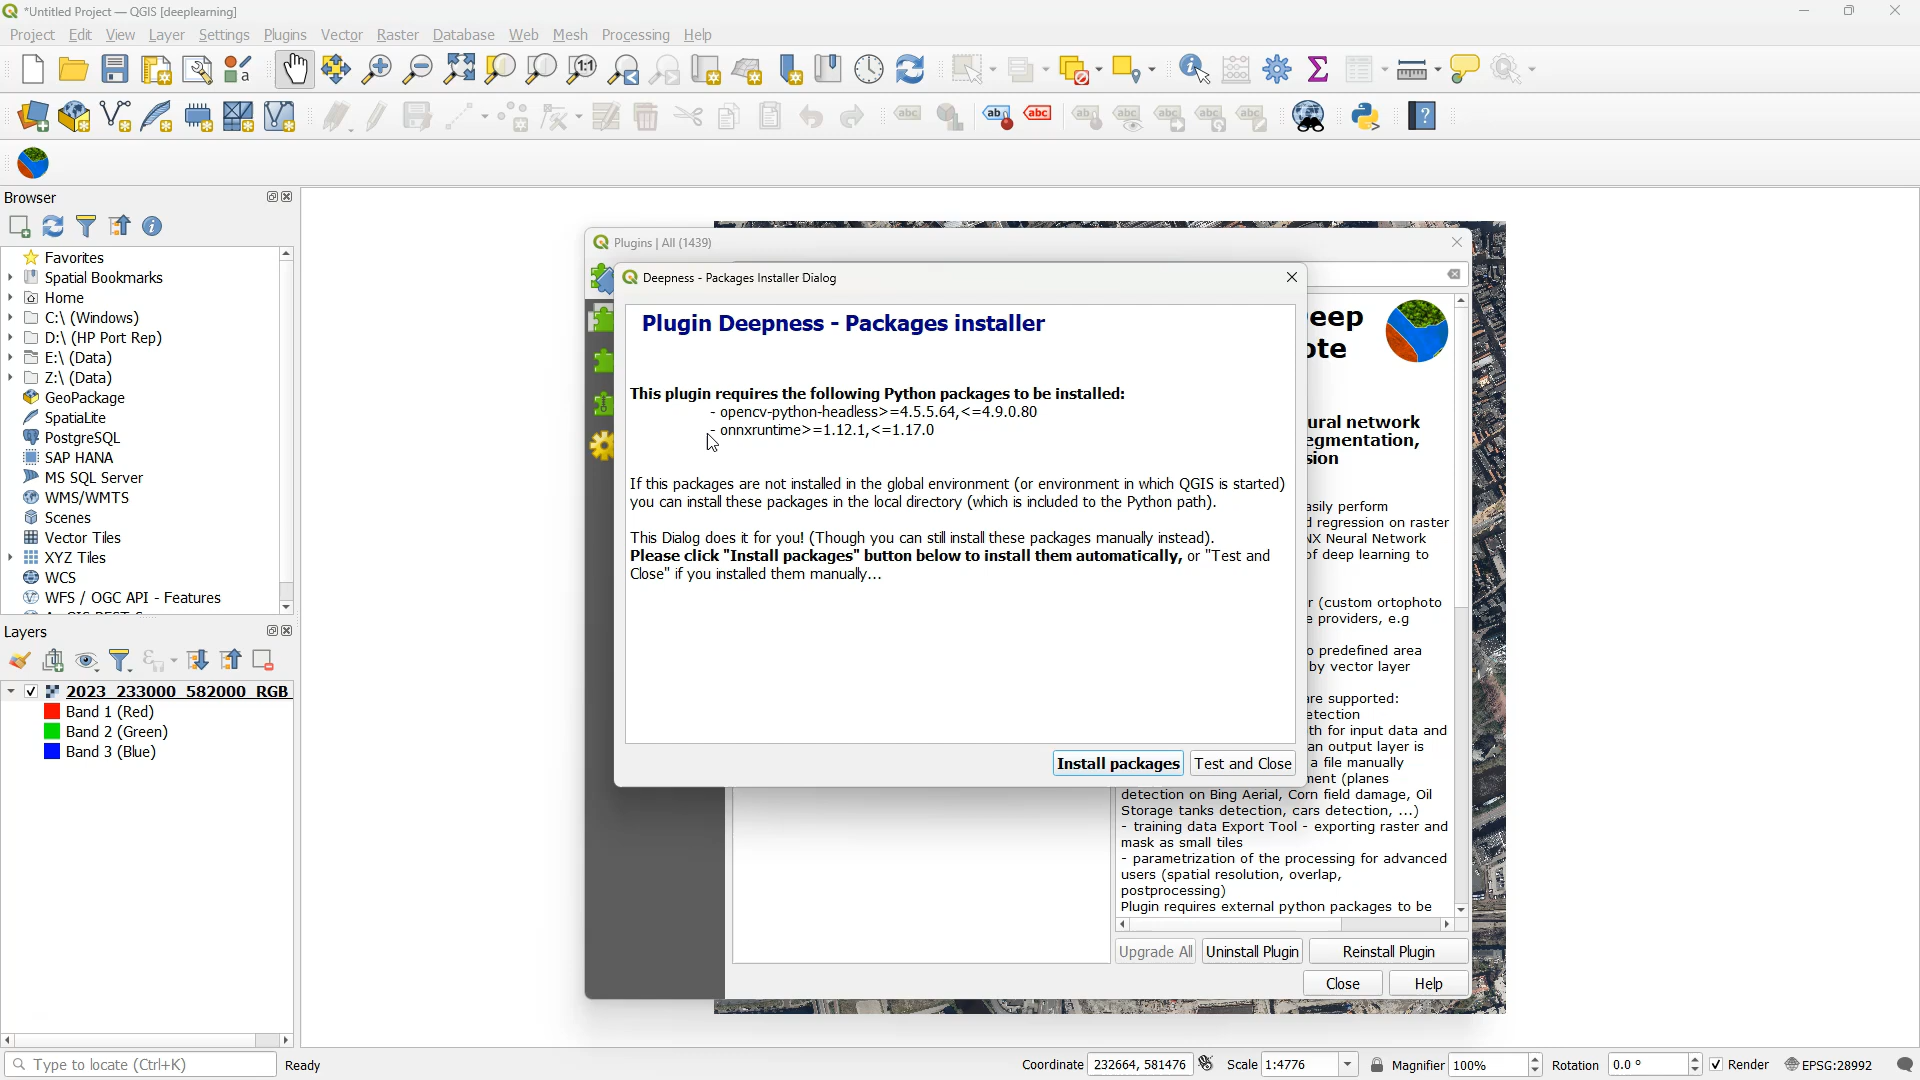 *Untitled Project — QGIS [deeplearning]
Project Edit View Layer Settings Plugins Vector Raster Database Web Mesh Processing Help
Browser
Favorites
Spatial Bookmarks
Home
C:\ (Windows)
D:\ (HP Port Rep)
E:\ (Data)
Z:\ (Data)
GeoPackage
SpatiaLite
PostgreSQL
SAP HANA
MS SQL Server
WMS/WMTS
Scenes
Vector Tiles
XYZ Tiles
WCS
WFS / OGC API - Features
Layers
2023_233000_582000_RGB
Band 1 (Red)
Band 2 (Green)
Band 3 (Blue)
Plugins | All (1439)
Deepness - Packages Installer Dialog
Plugin Deepness - Packages installer
This plugin requires the following Python packages to be installed:
- opencv-python-headless>=4.5.5.64,<=4.9.0.80
- onnxruntime>=1.12.1,<=1.17.0
If this packages are not installed in the global environment (or environment in which QGIS is started)
you can install these packages in the local directory (which is included to the Python path).
This Dialog does it for you! (Though you can still install these packages manually instead).
Please click "Install packages" button below to install them automatically, or "Test and
Close" if you installed them manually...
Install packages Test and Close
eep
ote
ural network
egmentation,
sion
asily perform
d regression on raster
NX Neural Network
of deep learning to
r (custom ortophoto
e providers, e.g
o predefined area
by vector layer
are supported:
etection
th for input data and
an output layer is
a file manually
ment (planes
detection on Bing Aerial, Corn field damage, Oil
Storage tanks detection, cars detection, ...)
- training data Export Tool - exporting raster and
mask as small tiles
- parametrization of the processing for advanced
users (spatial resolution, overlap,
postprocessing)
Plugin requires external python packages to be
Upgrade All Uninstall Plugin Reinstall Plugin
Close Help
Type to locate (Ctrl+K) Ready Coordinate 232664, 581476 Scale 1:4776 Magnifier 100% Rotation 0.0 ° Render EPSG:28992